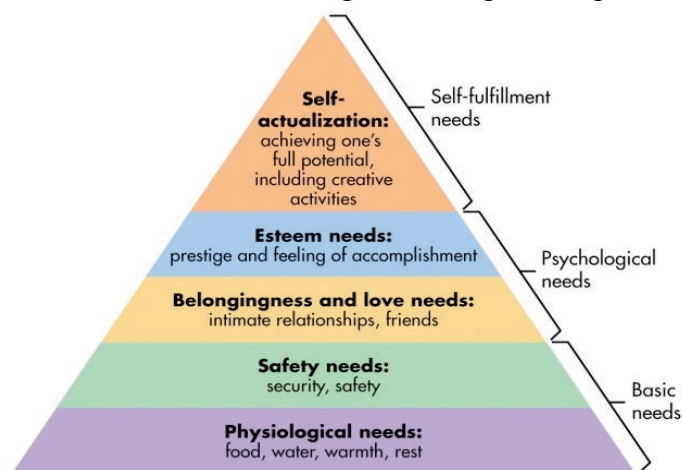 Self-
actualization:
achieving one's
full potential,
including creative
activities
Self-fulfillment
needs
Esteem needs:
prestige and feeling of accomplishment
Belongingness and love needs:
intimate relationships, friends
Psychological
needs
Safety needs:
security, safety
Physiological needs:
food, water, warmth, rest
Basic
needs